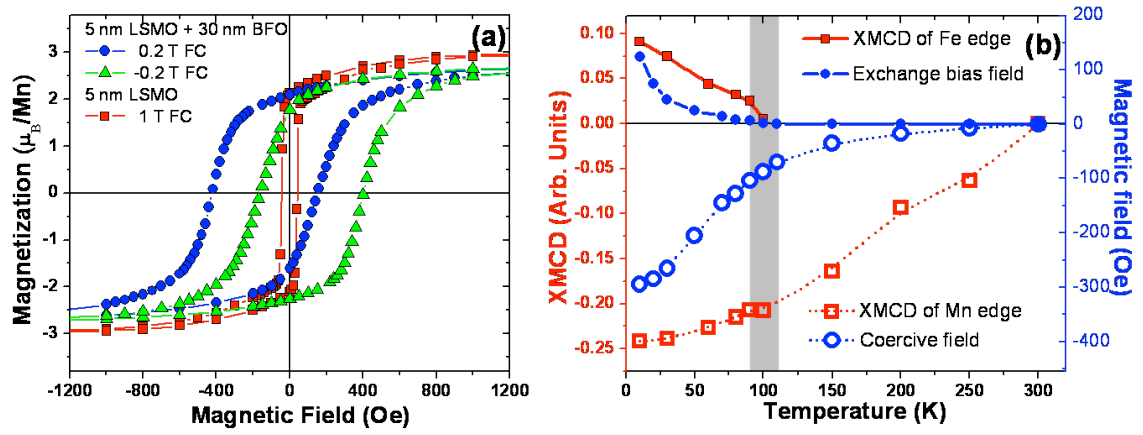 (a)
5 nm LSMO + 30 nm BFO
0.2 T FC
-0.2 T FC
5 nm LSMO
1 T FC
Magnetization (μB/Mn)
3
2
1
0
-1
-2
-3
-1200 -800 -400 0 400 800 1200
Magnetic Field (Oe)
(b)
XMCD of Fe edge
Exchange bias field
XMCD of Mn edge
Coercive field
XMCD (Arb. Units)
0.10
0.05
0.00
-0.05
-0.10
-0.15
-0.20
-0.25
0 50 100 150 200 250 300
Temperature (K)
200
100
0
-100
-200
-300
-400
Magnetic field (Oe)